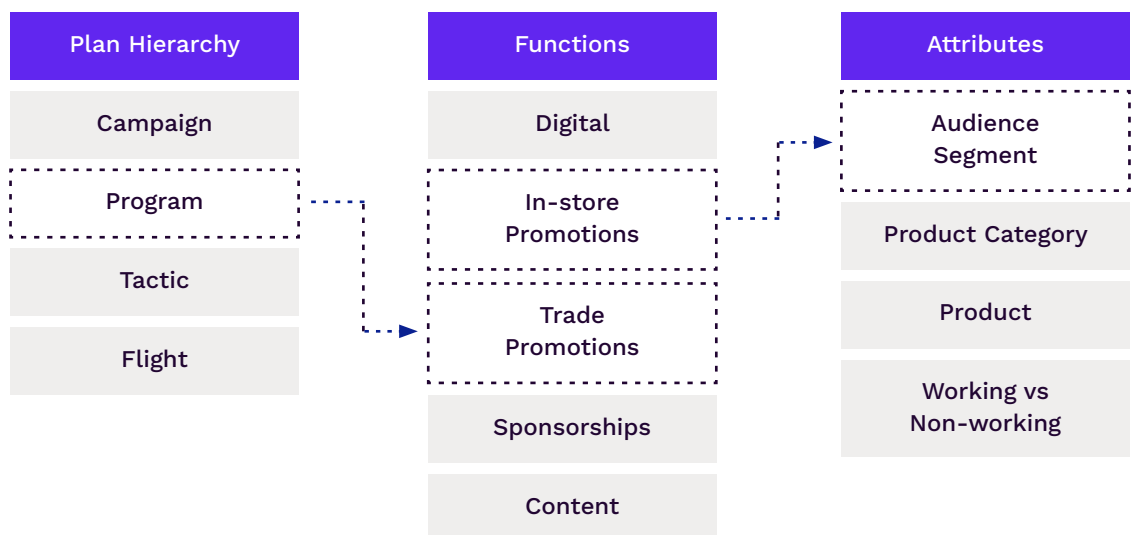 Plan Hierarchy
Campaign
Program
Tactic
Flight
Functions
Digital
In-store
Promotions
Trade
Promotions
Sponsorships
Content
Attributes
Audience
Segment
Product Category
Product
Working vs
Non-working